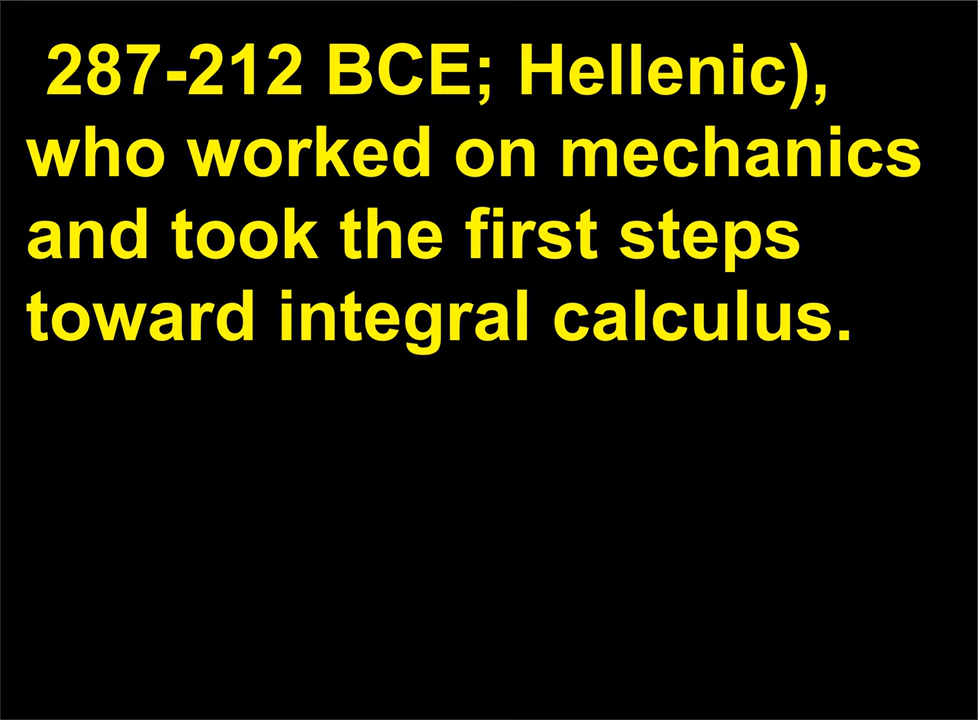 287-212 BCE; Hellenic),
who worked on mechanics
and took the first steps
toward integral calculus.